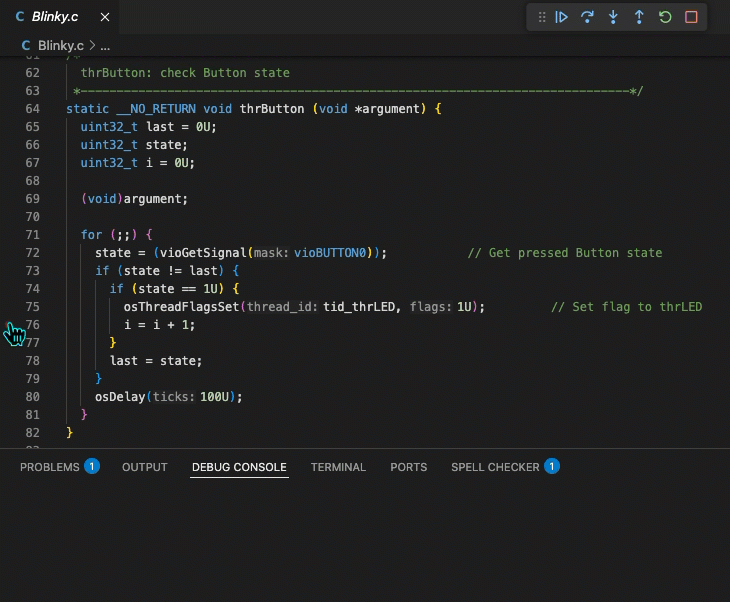 C Blinky.c ×
C Blinky.c > ...
61 /*
62 thrButton: check Button state
63 *---------------------------------------------------------------------------*/
64 static __NO_RETURN void thrButton (void *argument) {
65 uint32_t last = 0U;
66 uint32_t state;
67 uint32_t i = 0U;
68
69 (void)argument;
70
71 for (;;) {
72 state = (vioGetSignal(mask: vioBUTTON0)); // Get pressed Button state
73 if (state != last) {
74 if (state == 1U) {
75 osThreadFlagsSet(thread_id: tid_thrLED, flags: 1U); // Set flag to thrLED
76 i = i + 1;
77 }
78 last = state;
79 }
80 osDelay(ticks: 100U);
81 }
82 }
PROBLEMS 1 OUTPUT DEBUG CONSOLE TERMINAL PORTS SPELL CHECKER 1